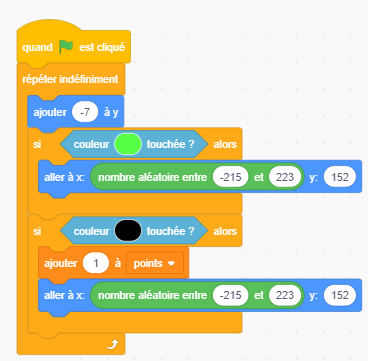 quand est cliqué
répéter indéfiniment
ajouter -7 à y
si couleur touchée ? alors
aller à x: nombre aléatoire entre -215 et 223 y: 152
si couleur touchée ? alors
ajouter 1 à points
aller à x: nombre aléatoire entre -215 et 223 y: 152